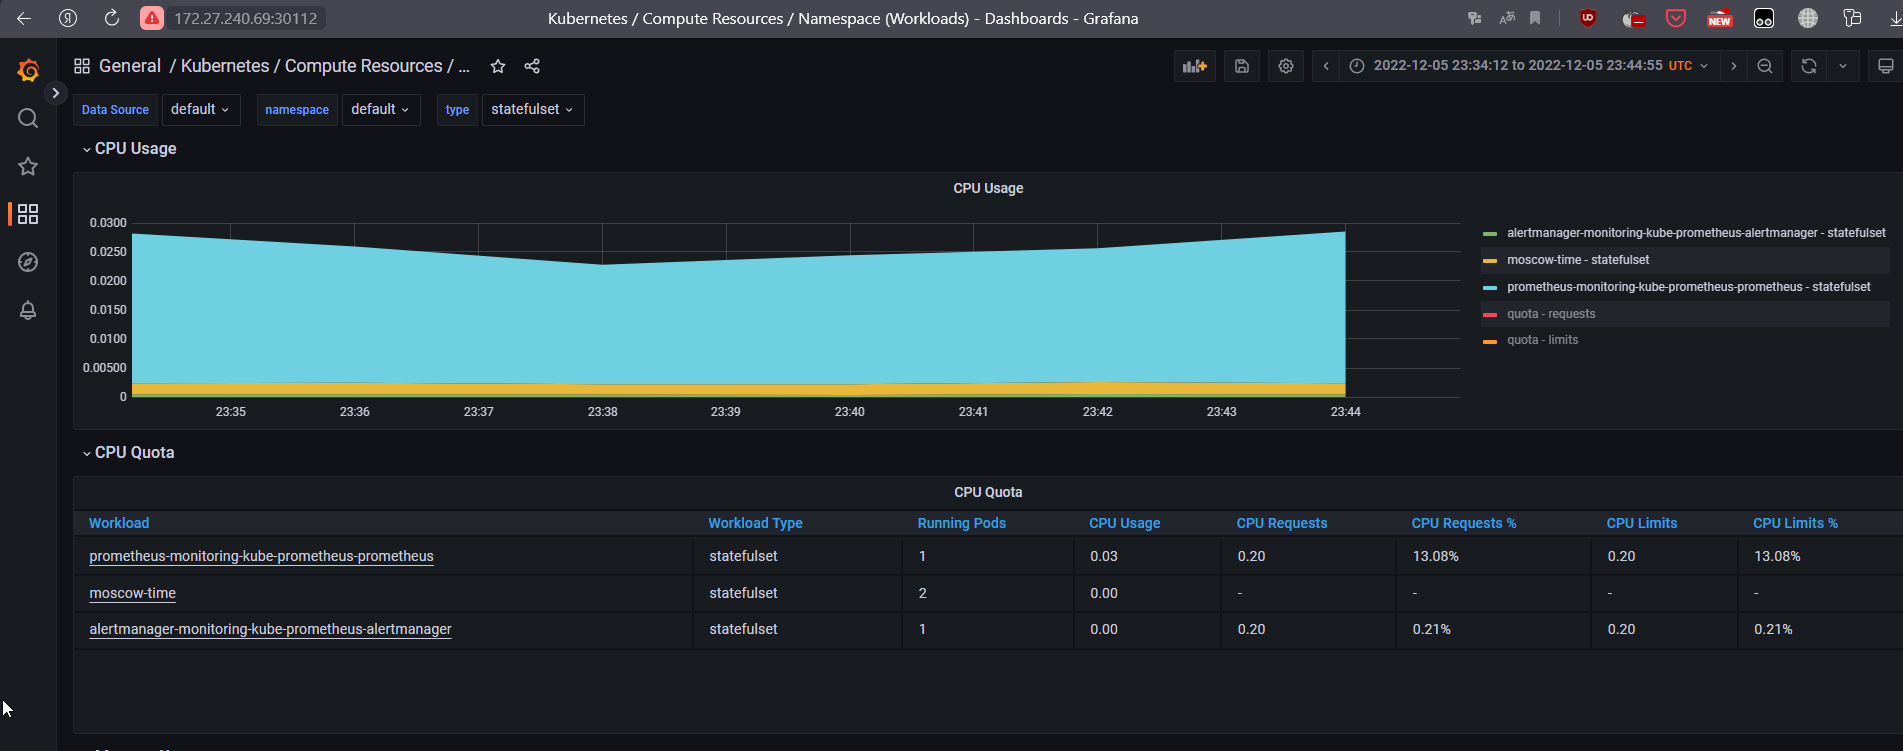 172.27.240.69:30112
Kubernetes / Compute Resources / Namespace (Workloads) - Dashboards - Grafana
NEW
General / Kubernetes / Compute Resources / ...
2022-12-05 23:34:12 to 2022-12-05 23:44:55 UTC
Data Source default namespace default type statefulset
CPU Usage
CPU Usage
0.0300
0.0250
0.0200
0.0150
0.0100
0.00500
0
23:35 23:36 23:37 23:38 23:39 23:40 23:41 23:42 23:43 23:44
alertmanager-monitoring-kube-prometheus-alertmanager - statefulset
moscow-time - statefulset
prometheus-monitoring-kube-prometheus-prometheus - statefulset
quota - requests
quota - limits
CPU Quota
CPU Quota
Workload Workload Type Running Pods CPU Usage CPU Requests CPU Requests % CPU Limits CPU Limits %
prometheus-monitoring-kube-prometheus-prometheus statefulset 1 0.03 0.20 13.08% 0.20 13.08%
moscow-time statefulset 2 0.00 - - - -
alertmanager-monitoring-kube-prometheus-alertmanager statefulset 1 0.00 0.20 0.21% 0.20 0.21%